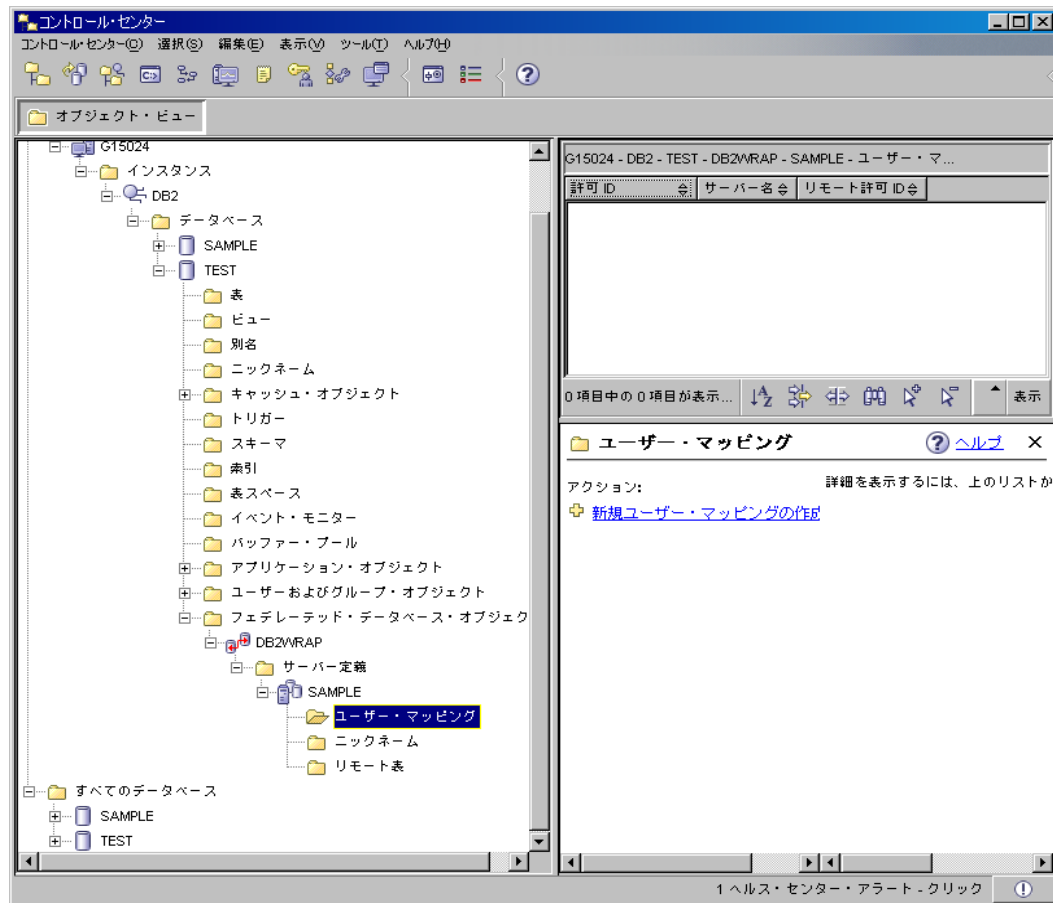 コントロール・センター
コントロール・センター(C) 選択(S) 編集(E) 表示(V) ツール(T) ヘルプ(H)
オブジェクト・ビュー
G15024
インスタンス
DB2
データベース
SAMPLE
TEST
表
ビュー
別名
ニックネーム
キャッシュ・オブジェクト
トリガー
スキーマ
索引
表スペース
イベント・モニター
バッファー・プール
アプリケーション・オブジェクト
ユーザーおよびグループ・オブジェクト
フェデレーテッド・データベース・オブジェク
DB2WRAP
サーバー定義
SAMPLE
ユーザー・マッピング
ニックネーム
リモート表
すべてのデータベース
SAMPLE
TEST
G15024 - DB2 - TEST - DB2WRAP - SAMPLE - ユーザー・マ...
許可 ID サーバー名 リモート許可 ID
0 項目中の 0 項目が表示... 表示
ユーザー・マッピング ヘルプ
アクション: 詳細を表示するには、上のリストか
新規ユーザー・マッピングの作成
1 ヘルス・センター・アラート - クリック